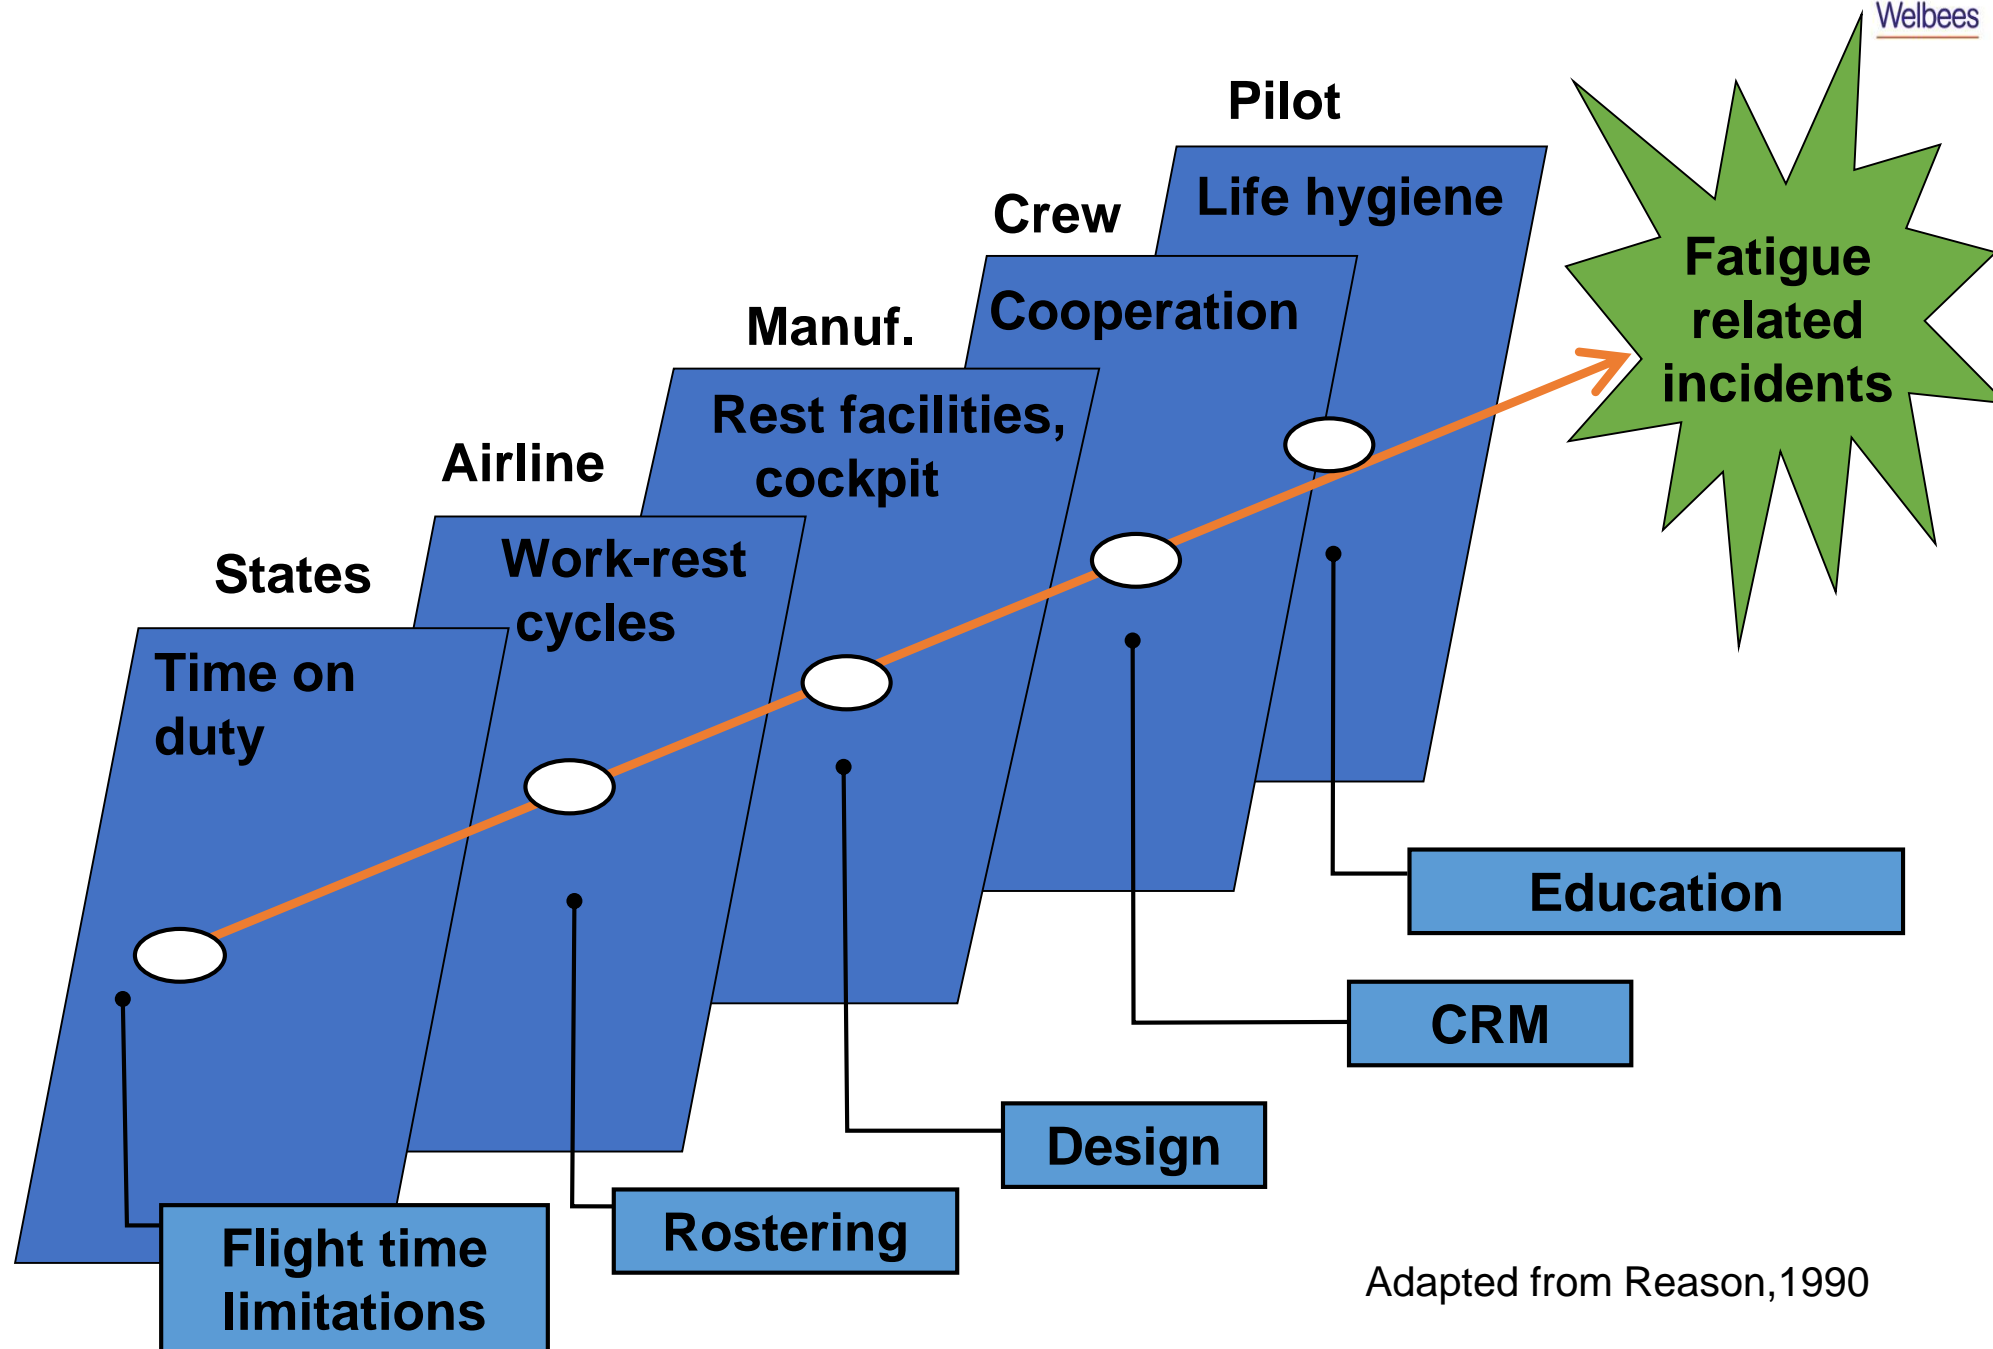 Welbees
Pilot
Life hygiene
Crew
Cooperation
Manuf.
Rest facilities,
cockpit
Airline
Work-rest
cycles
States
Time on
duty
Fatigue
related
incidents
Education
CRM
Design
Rostering
Flight time
limitations
Adapted from Reason,1990